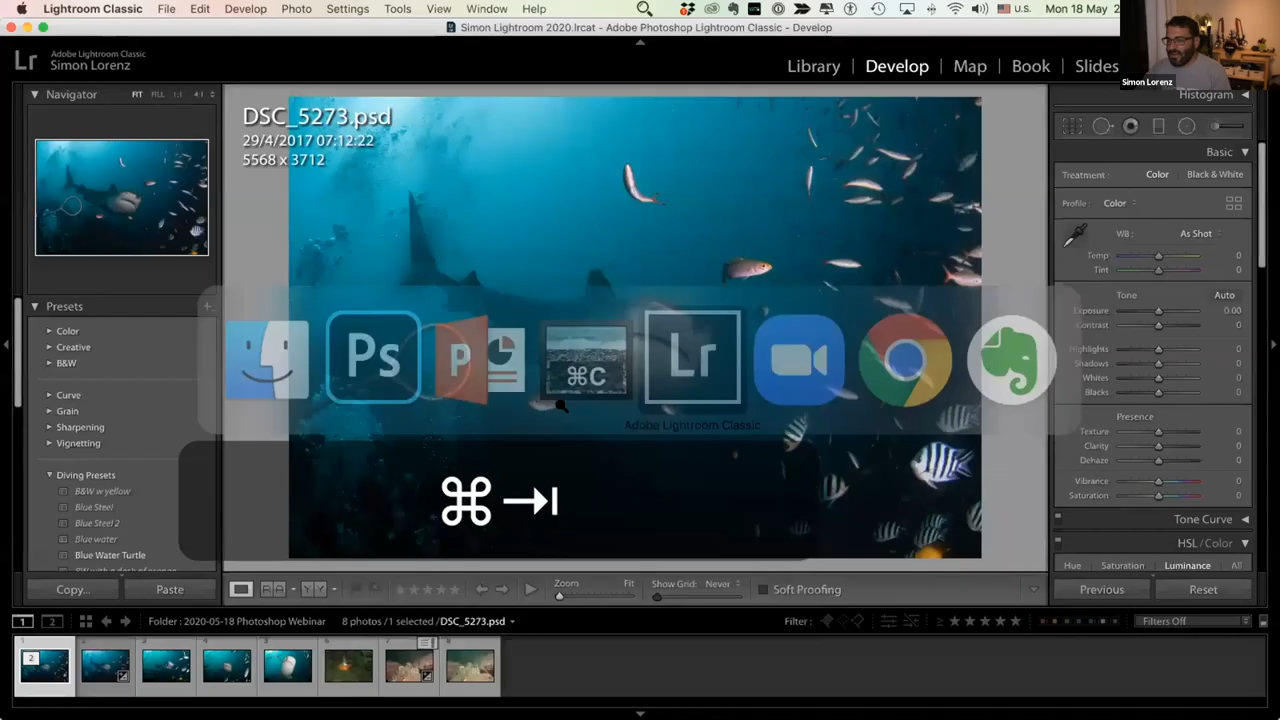 Lightroom Classic File Edit Develop Photo Settings Tools View Window Help U.S. Mon 18 May 2
Simon Lightroom 2020.lrcat - Adobe Photoshop Lightroom Classic - Develop
Lr Adobe Lightroom Classic
Simon Lorenz
Library | Develop | Map | Book | Slides
Simon Lorenz
Navigator FIT FILL 1:1 4:1
Histogram
DSC_5273.psd
29/4/2017 07:12:22
5568 x 3712
Basic
Treatment : Color Black & White
Profile : Color
WB : As Shot
Temp 0
Tint 0
Tone Auto
Exposure 0.00
Contrast 0
Highlights 0
Shadows 0
Whites 0
Blacks 0
Presence
Texture 0
Clarity 0
Dehaze 0
Vibrance 0
Saturation 0
Tone Curve
HSL / Color
Hue Saturation Luminance All
Previous Reset
Presets +
Color
Creative
B&W
Curve
Grain
Sharpening
Vignetting
Diving Presets
B&W w yellow
Blue Steel
Blue Steel 2
Blue water
Blue Water Turtle
Copy... Paste
Ps P ⌘C Lr
Adobe Lightroom Classic
⌘ →|
Zoom Fit Show Grid: Never Soft Proofing
1 2 Folder : 2020-05-18 Photoshop Webinar 8 photos /1 selected /DSC_5273.psd Filter : Filters Off
2